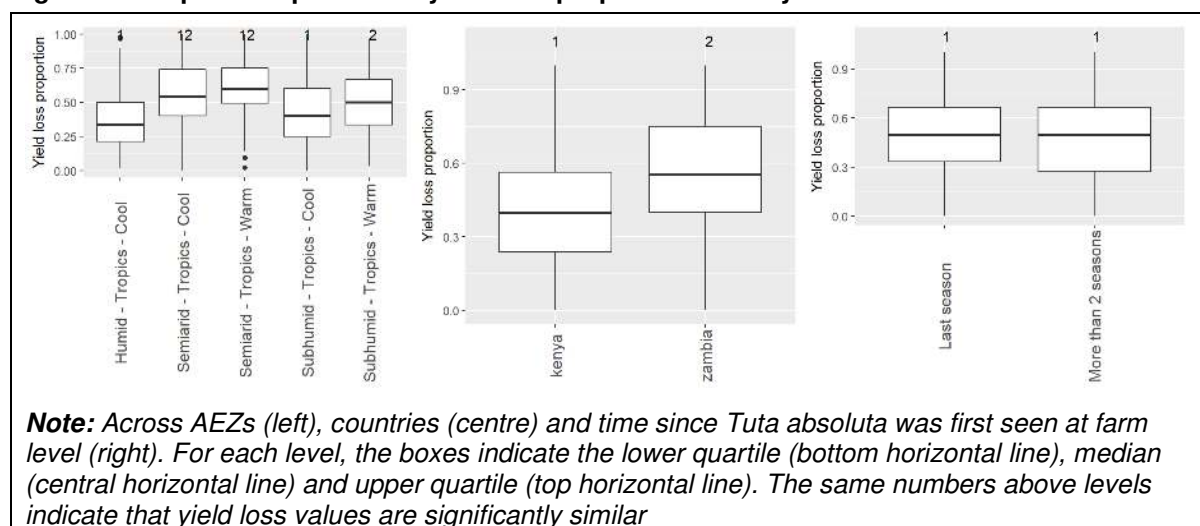 1 12 12 1 2
1.00
0.75
0.50
0.25
0.00
Yield loss proportion
Humid - Tropics - Cool
Semiarid - Tropics - Cool
Semiarid - Tropics - Warm
Subhumid - Tropics - Cool
Subhumid - Tropics - Warm
1 2
0.9
0.6
0.3
0.0
Yield loss proportion
kenya
zambia
1 1
0.9
0.6
0.3
0.0
Yield loss proportion
Last season
More than 2 seasons
Note: Across AEZs (left), countries (centre) and time since Tuta absoluta was first seen at farm
level (right). For each level, the boxes indicate the lower quartile (bottom horizontal line), median
(central horizontal line) and upper quartile (top horizontal line). The same numbers above levels
indicate that yield loss values are significantly similar